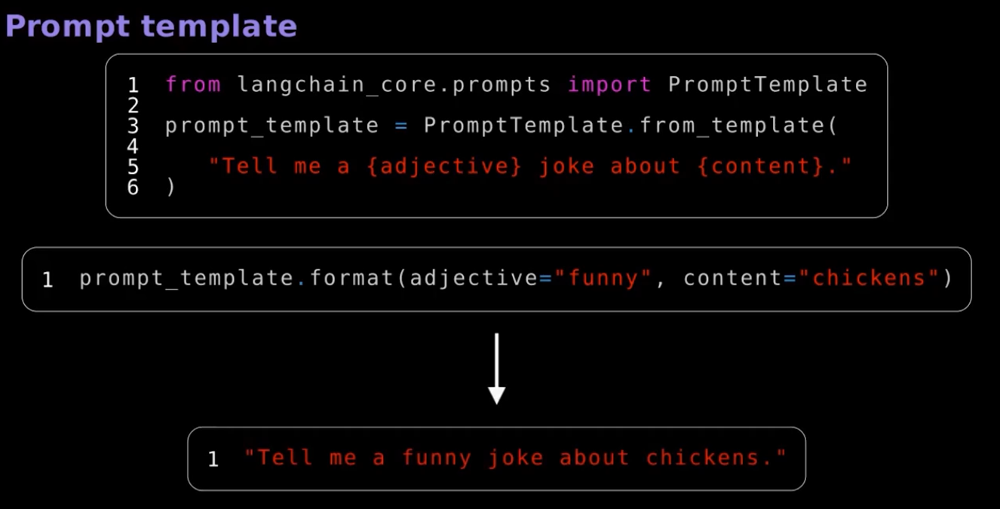 Prompt template
1 from langchain_core.prompts import PromptTemplate
2
3 prompt_template = PromptTemplate.from_template(
4
5    "Tell me a {adjective} joke about {content}."
6 )
1 prompt_template.format(adjective="funny", content="chickens")
1 "Tell me a funny joke about chickens."